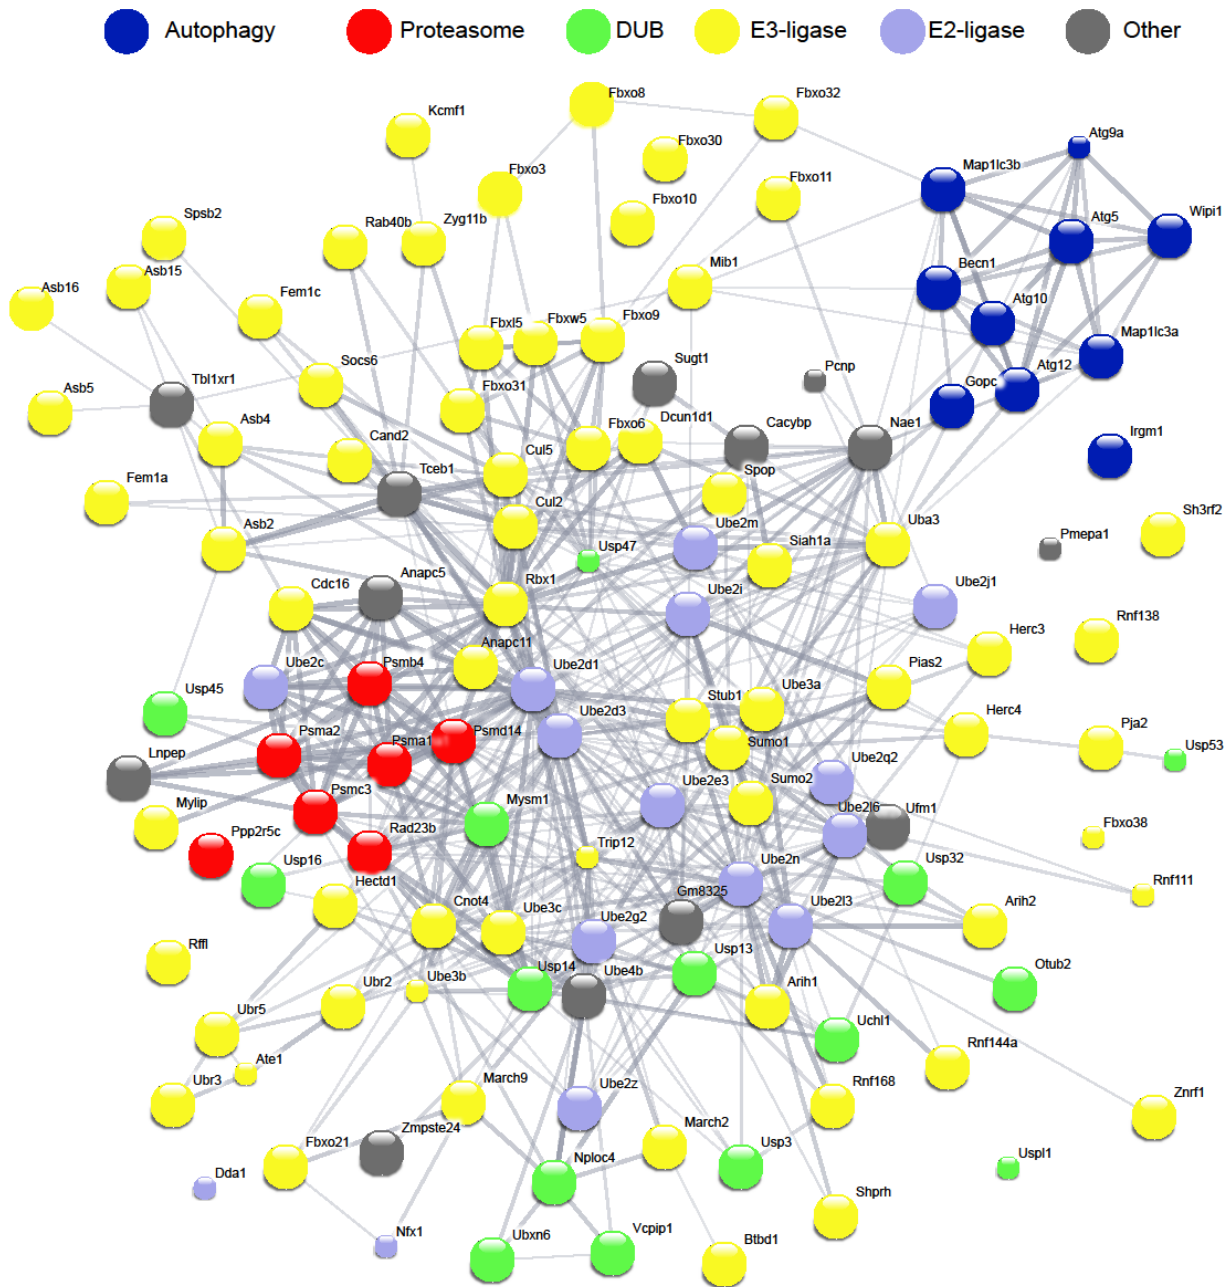 Autophagy Proteasome DUB E3-ligase E2-ligase Other
Fbxo8
Fbxo32
Kcmf1
Atg9a
Fbxo30
Map1lc3b
Fbxo3
Fbxo11
Spsb2
Rab40b
Zyg11b
Fbxo10
Atg5
Wipi1
Asb15
Mib1
Becn1
Asb16
Fem1c
Fbxl5
Fbxw5
Fbxo9
Atg10
Map1lc3a
Socs6
Sugt1
Pcnp
Atg12
Asb5
Tbl1xr1
Fbxo31
Gopc
Asb4
Cand2
Cul5
Fbxo6
Dcun1d1
Cacybp
Nae1
Irgm1
Tceb1
Spop
Fem1a
Cul2
Sh3rf2
Asb2
Ube2m
Siah1a
Uba3
Pmepa1
Usp47
Cdc16
Anapc5
Rbx1
Ube2i
Ube2j1
Rnf138
Anapc11
Herc3
Ube2c
Psmb4
Ube2d1
Pias2
Usp45
Stub1
Ube3a
Ube2d3
Herc4
Pja2
Psma2
Psma1
Psmd14
Sumo1
Usp53
Lnpep
Ube2e3
Sumo2
Ube2q2
Mylip
Psmc3
Mysm1
Ube2l6
Ufm1
Ppp2r5c
Rad23b
Trip12
Fbxo38
Usp16
Ube2n
Usp32
Rnf111
Hectd1
Cnot4
Ube3c
Gm8325
Ube2g2
Ube2l3
Arih2
Rffl
Usp14
Usp13
Ube3b
Ube4b
Otub2
Ubr2
Arih1
Ubr5
Uchl1
Ate1
Rnf144a
Ubr3
March9
Ube2z
Rnf168
Znrf1
Zmpste24
March2
Fbxo21
Nploc4
Usp3
Dda1
Uspl1
Shprh
Nfx1
Ubxn6
Vcpip1
Btbd1